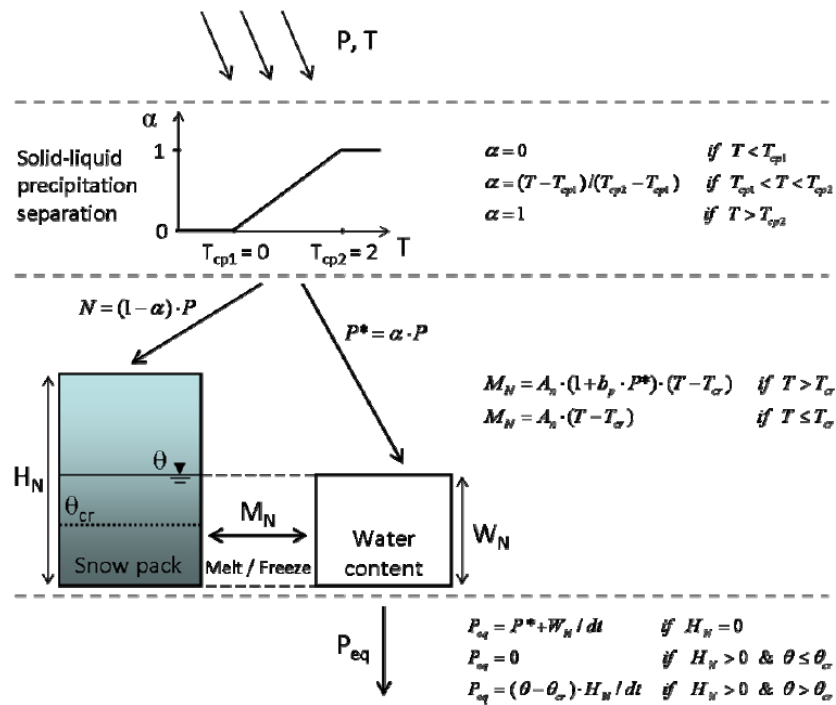 P, T
α
1
0
Solid-liquid
precipitation
separation
T_cp1 = 0
T_cp2 = 2
T
α = 0 if T < T_cp1
α = (T − T_cp1)/(T_cp2 − T_cp1) if T_cp1 < T < T_cp2
α = 1 if T > T_cp2
N = (1−α)·P
P* = α·P
M_N = A_n·(1+b_p·P*)·(T−T_cr) if T > T_cr
M_N = A_n·(T−T_cr) if T ≤ T_cr
H_N
θ
θ_cr
Snow pack
M_N
Melt / Freeze
Water
content
W_N
P_eq
P_eq = P* + W_N / dt if H_N = 0
P_eq = 0 if H_N > 0 & θ ≤ θ_cr
P_eq = (θ − θ_cr)·H_N / dt if H_N > 0 & θ > θ_cr